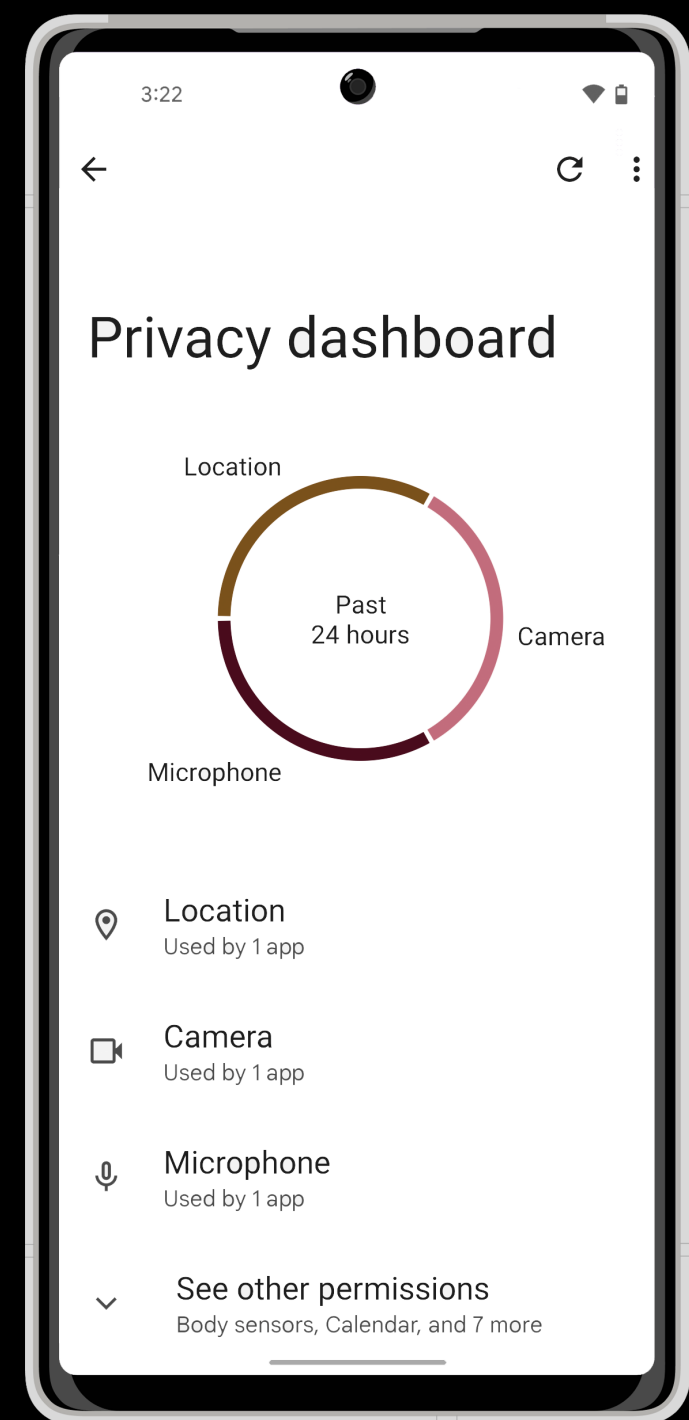 3:22
Privacy dashboard
Location
Past
24 hours
Camera
Microphone
Location
Used by 1 app
Camera
Used by 1 app
Microphone
Used by 1 app
See other permissions
Body sensors, Calendar, and 7 more